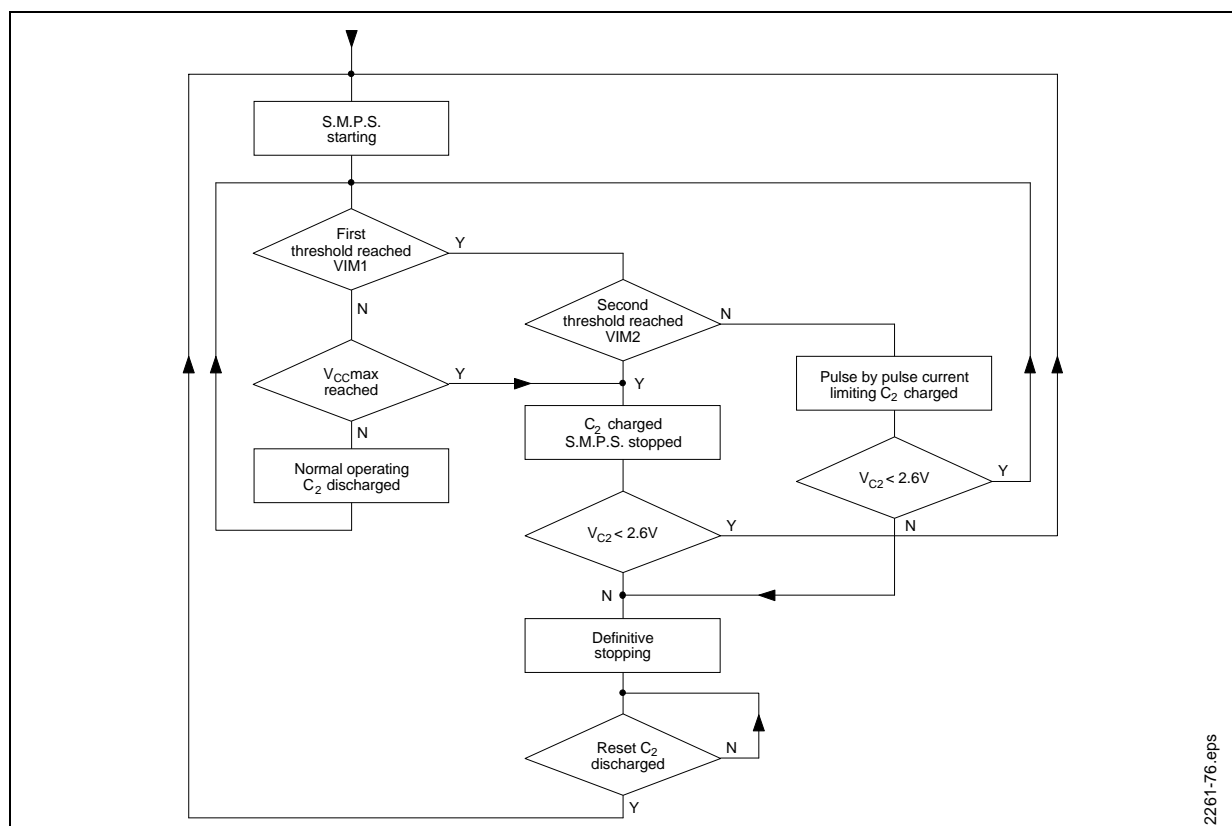 S.M.P.S.
starting
First
threshold reached
VIM1
Y
N
Second
threshold reached
VIM2
N
Y
VCCmax
reached
Y
N
Pulse by pulse current
limiting C2 charged
C2 charged
S.M.P.S. stopped
Normal operating
C2 discharged
VC2 < 2.6V
Y
N
VC2 < 2.6V
Y
N
Definitive
stopping
Reset C2
discharged
N
Y
2261-76.eps